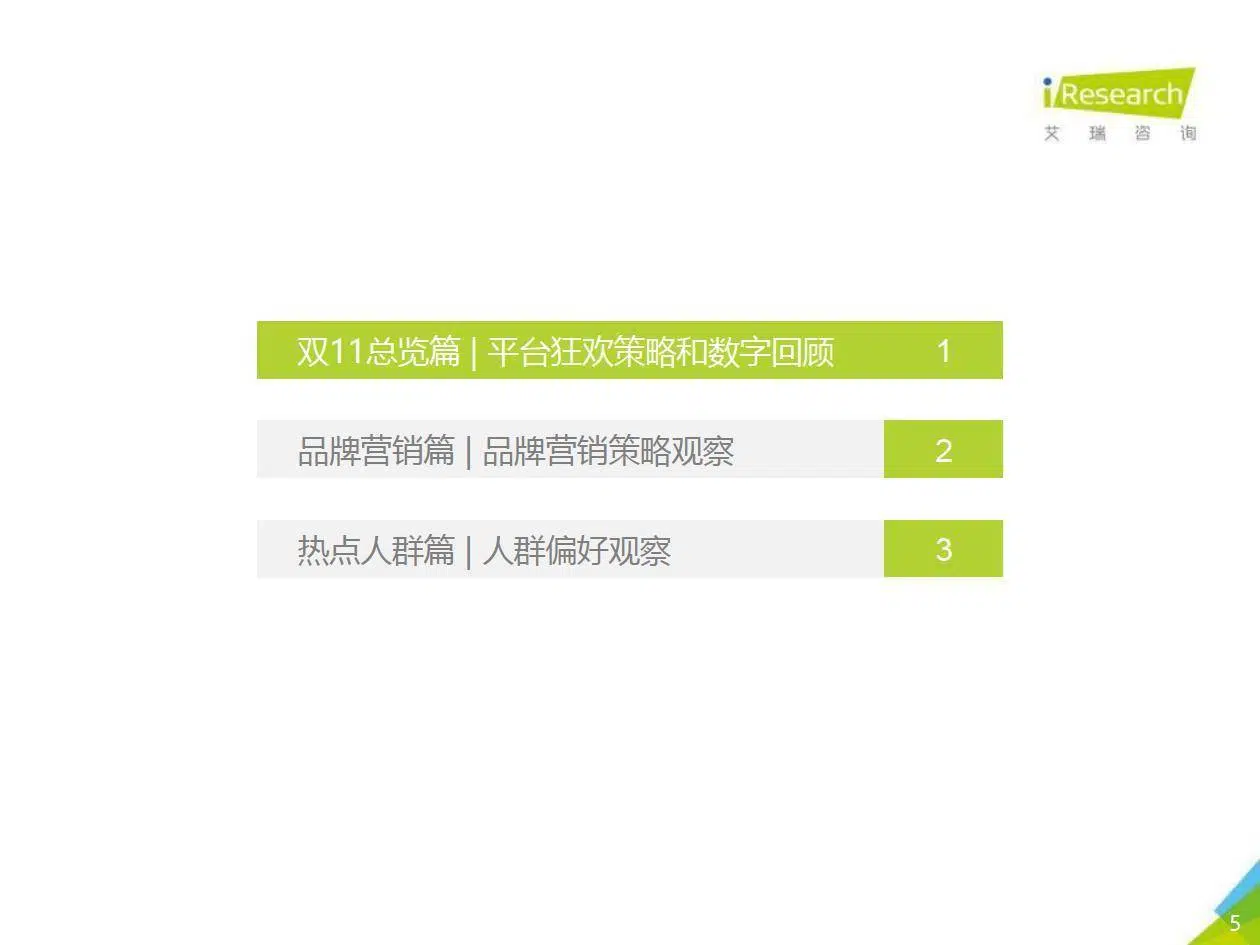 iResearch
艾瑞咨询
双11总览篇 | 平台狂欢策略和数字回顾 1
品牌营销篇 | 品牌营销策略观察 2
热点人群篇 | 人群偏好观察 3
5